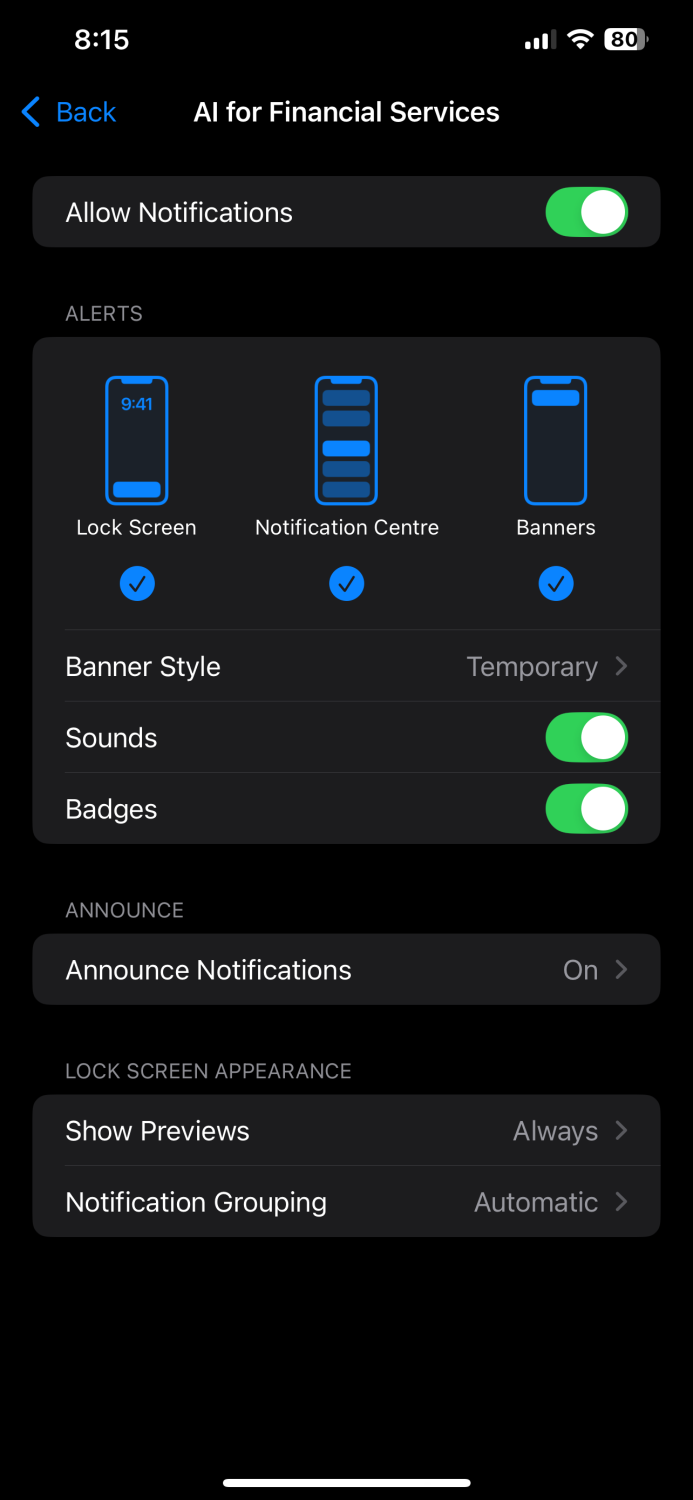 8:15
80
Back
AI for Financial Services
Allow Notifications
ALERTS
9:41
Lock Screen
Notification Centre
Banners
Banner Style
Temporary
Sounds
Badges
ANNOUNCE
Announce Notifications
On
LOCK SCREEN APPEARANCE
Show Previews
Always
Notification Grouping
Automatic